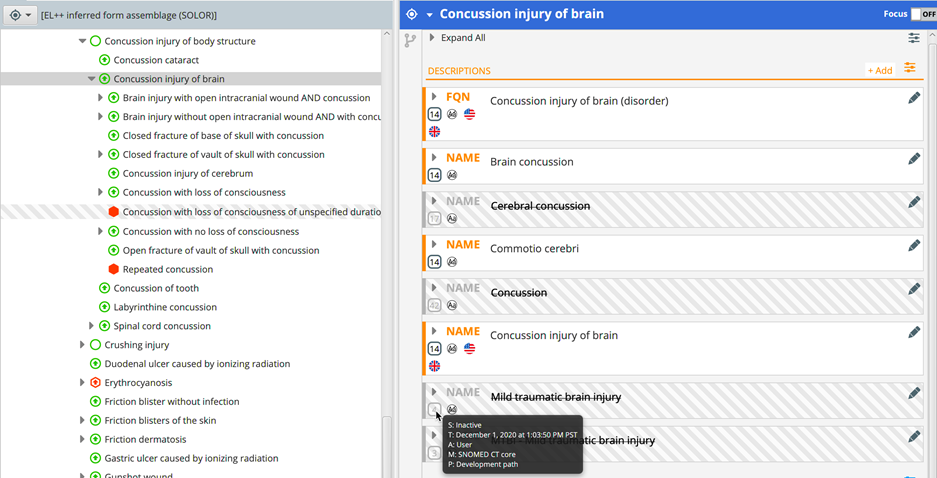 [EL++ inferred form assemblage (SOLOR)]
Concussion injury of body structure
Concussion cataract
Concussion injury of brain
Brain injury with open intracranial wound AND concussion
Brain injury without open intracranial wound AND with concu
Closed fracture of base of skull with concussion
Closed fracture of vault of skull with concussion
Concussion injury of cerebrum
Concussion with loss of consciousness
Concussion with loss of consciousness of unspecified duratio
Concussion with no loss of consciousness
Open fracture of vault of skull with concussion
Repeated concussion
Concussion of tooth
Labyrinthine concussion
Spinal cord concussion
Crushing injury
Duodenal ulcer caused by ionizing radiation
Erythrocyanosis
Friction blister without infection
Friction blisters of the skin
Friction dermatosis
Gastric ulcer caused by ionizing radiation
Gunshot wound
Concussion injury of brain
Focus OFF
Expand All
DESCRIPTIONS
+ Add
FQN
Concussion injury of brain (disorder)
14
NAME
Brain concussion
14
NAME
Cerebral concussion
17
NAME
Commotio cerebri
14
NAME
Concussion
42
NAME
Concussion injury of brain
14
NAME
Mild traumatic brain injury
S: Inactive
T: December 1, 2020 at 1:03:50 PM PST
A: User
M: SNOMED CT core
P: Development path
MTBI - Mild traumatic brain injury
3